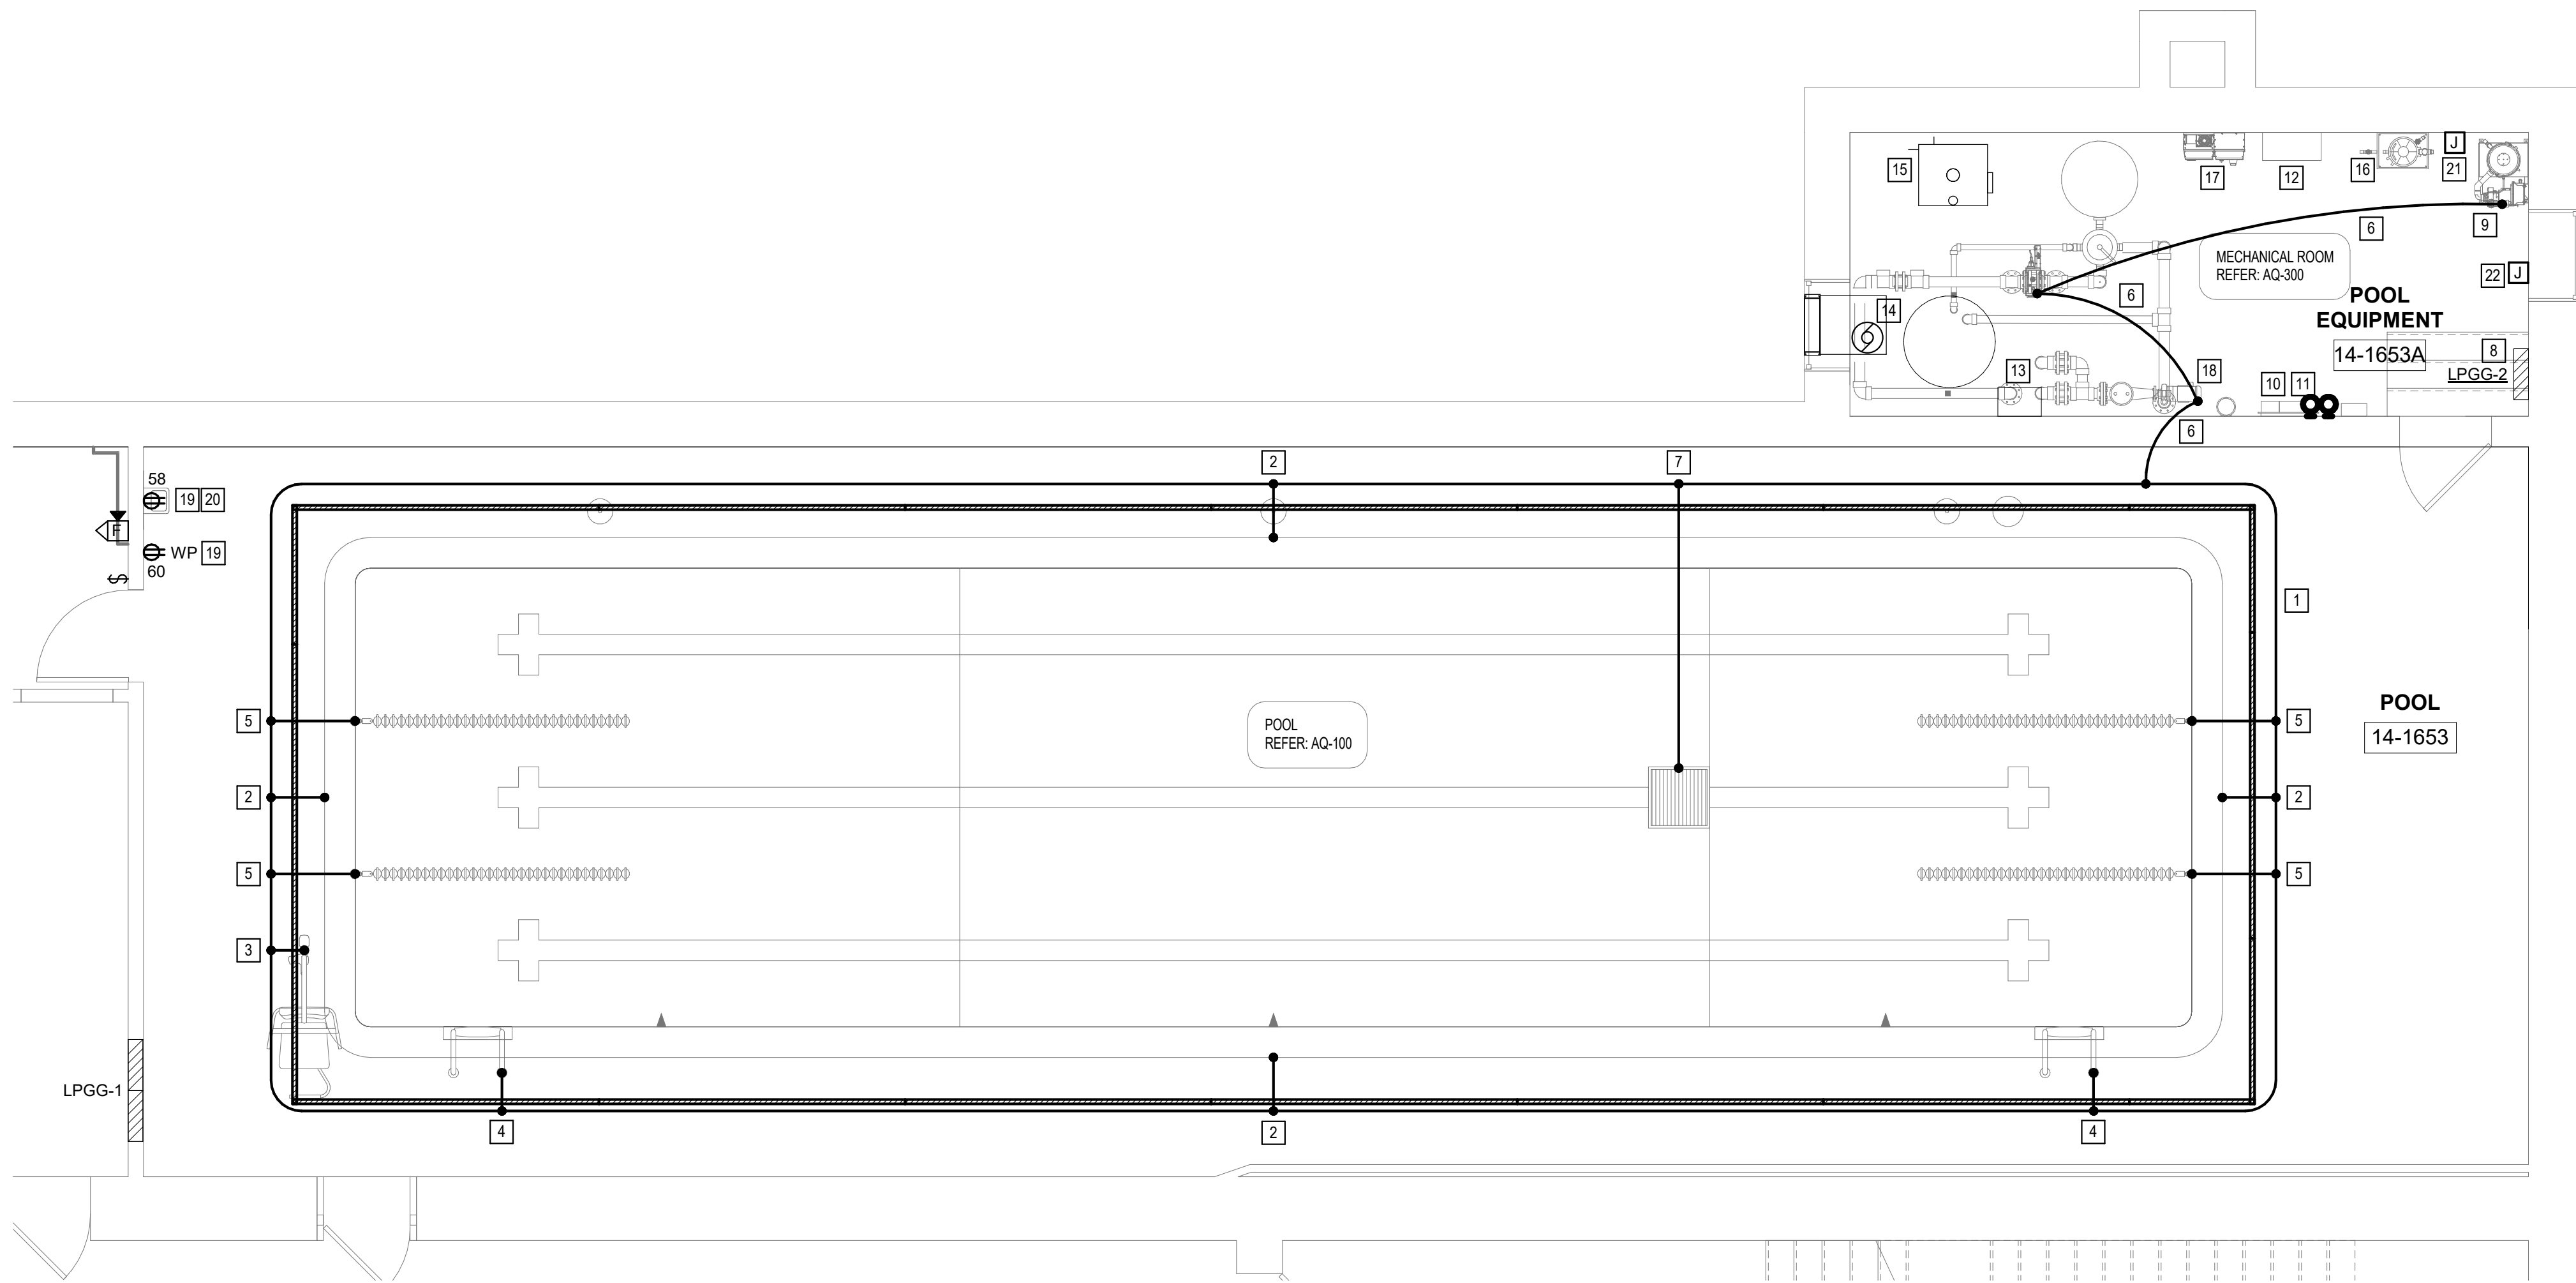 J
15
17
12
16
21
6
9
MECHANICAL ROOM
REFER: AQ-300
22 J
6
POOL
EQUIPMENT
14
14-1653A
8
LPGG-2
13
18
10 11
6
2
7
58
19 20
F
WP 19
60
$
1
5
POOL
REFER: AQ-100
5
POOL
14-1653
2
2
5
5
3
LPGG-1
4
2
4